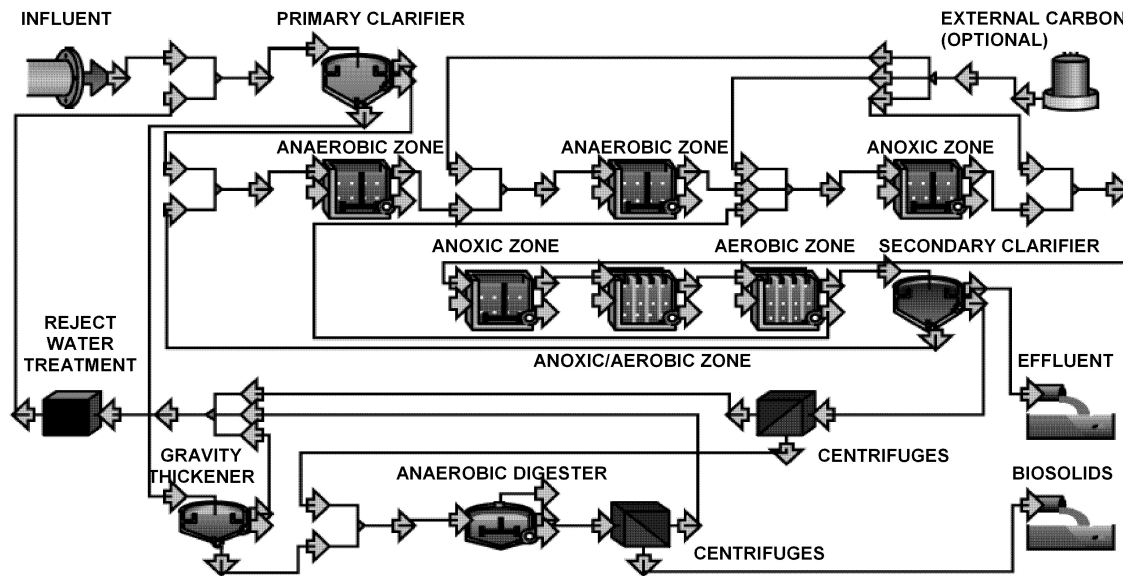 INFLUENT
PRIMARY CLARIFIER
EXTERNAL CARBON
(OPTIONAL)
ANAEROBIC ZONE
ANAEROBIC ZONE
ANOXIC ZONE
ANOXIC ZONE
AEROBIC ZONE
SECONDARY CLARIFIER
REJECT
WATER
TREATMENT
ANOXIC/AEROBIC ZONE
EFFLUENT
GRAVITY
THICKENER
ANAEROBIC DIGESTER
CENTRIFUGES
BIOSOLIDS
CENTRIFUGES